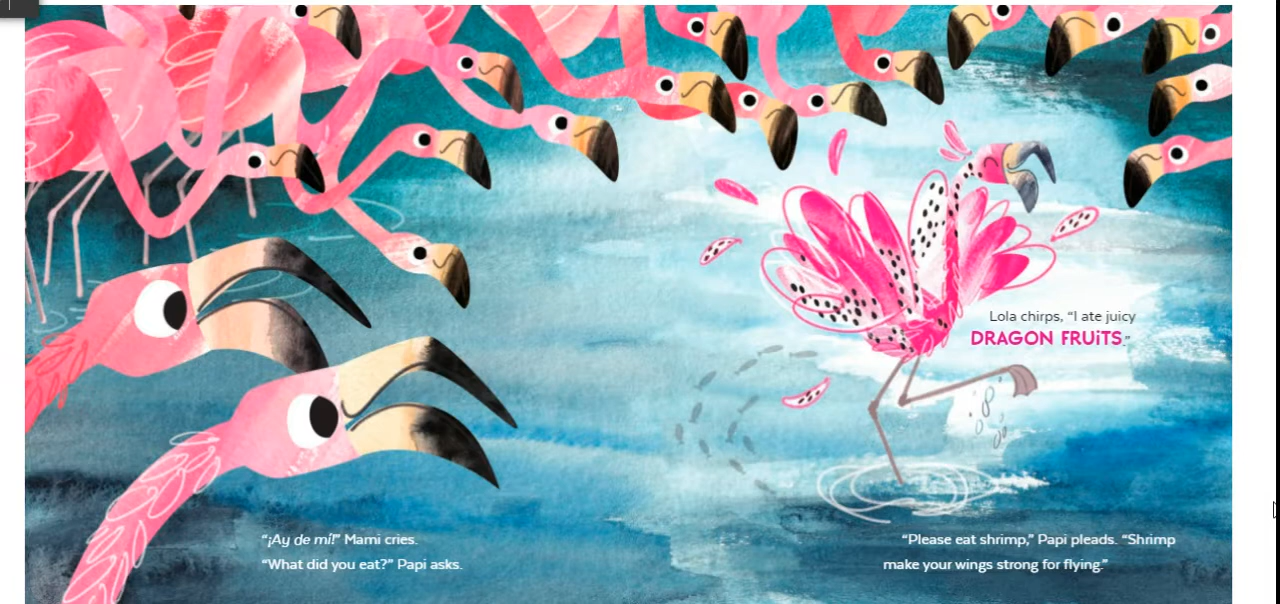 "¡Ay de mí!" Mami cries.
"What did you eat?" Papi asks.
Lola chirps, "I ate juicy
DRAGON FRUiTS."
"Please eat shrimp," Papi pleads. "Shrimp
make your wings strong for flying."